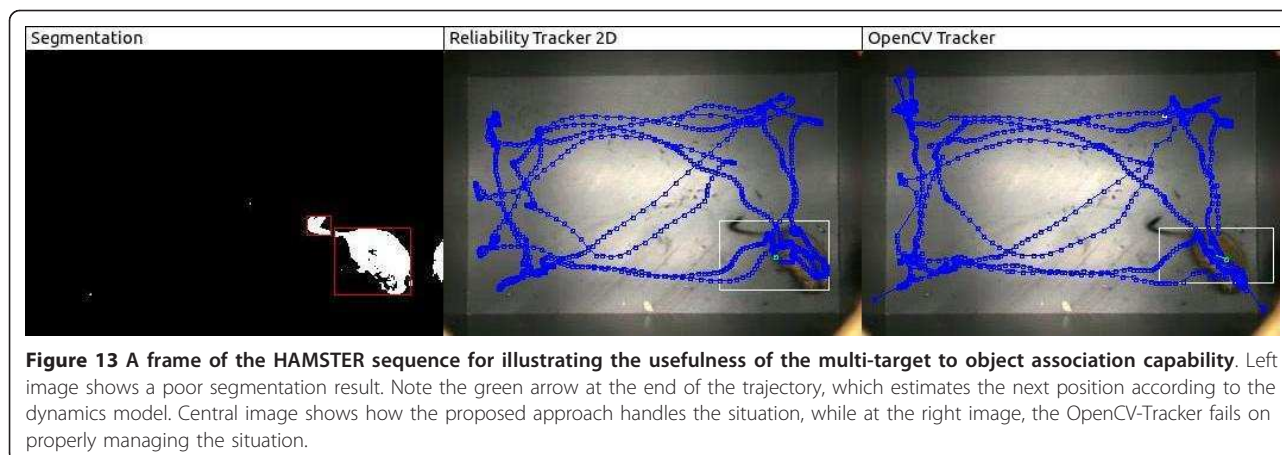 Segmentation
Reliability Tracker 2D
OpenCV Tracker
Figure 13 A frame of the HAMSTER sequence for illustrating the usefulness of the multi-target to object association capability. Left
image shows a poor segmentation result. Note the green arrow at the end of the trajectory, which estimates the next position according to the
dynamics model. Central image shows how the proposed approach handles the situation, while at the right image, the OpenCV-Tracker fails on
properly managing the situation.